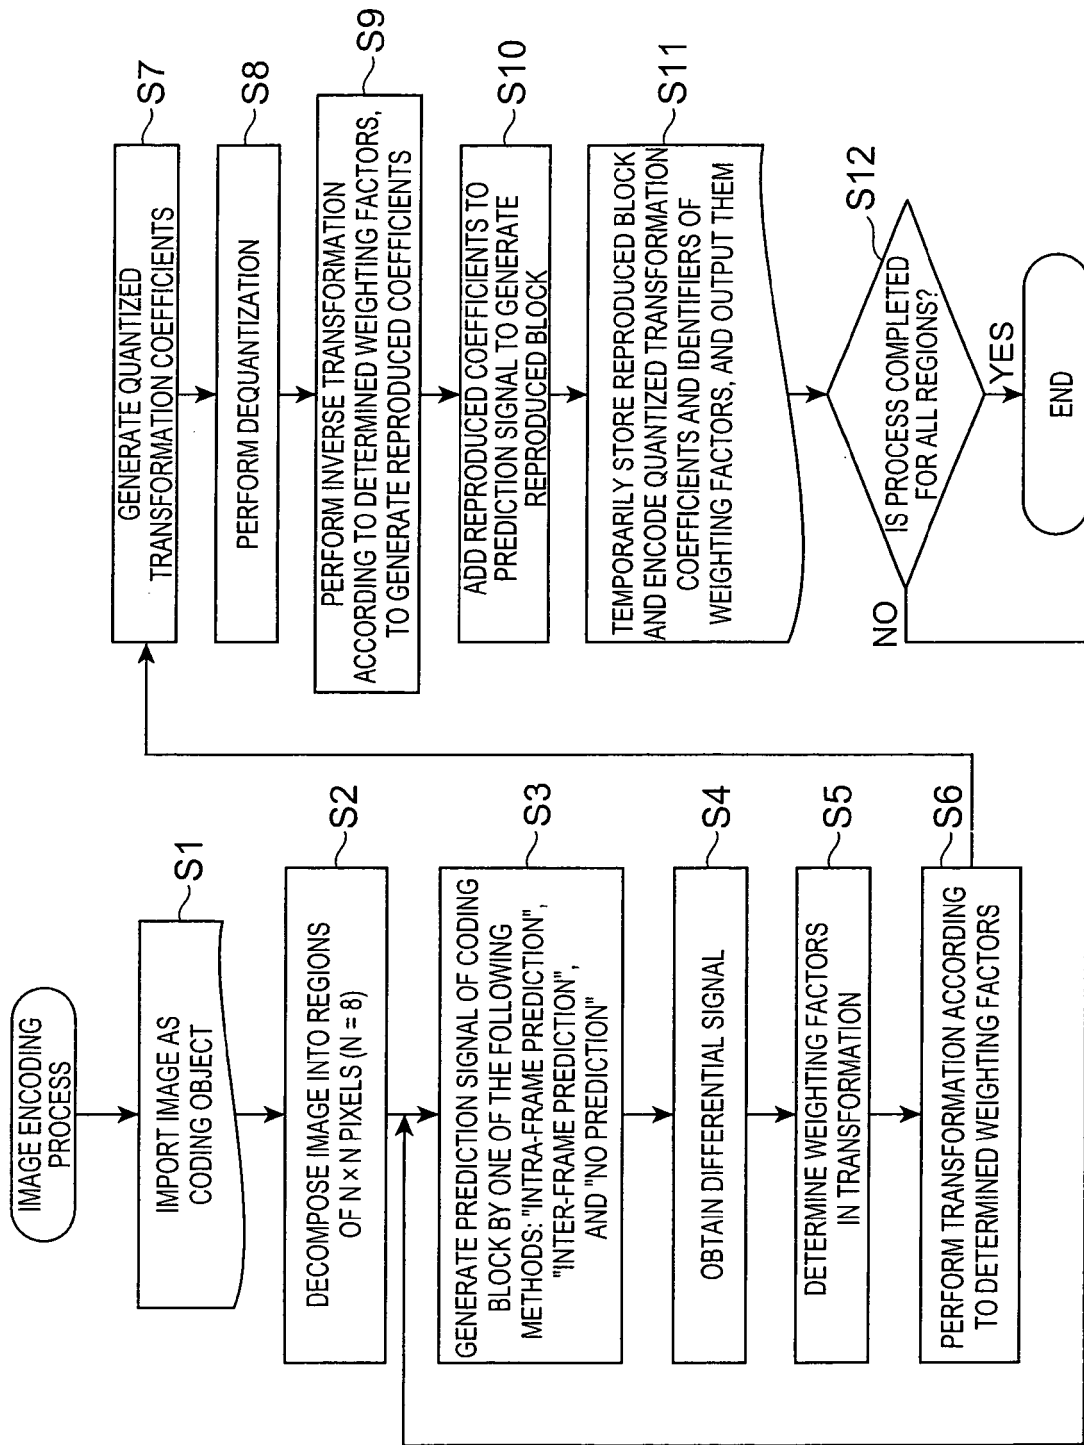 IMAGE ENCODING
PROCESS
IMPORT IMAGE AS
CODING OBJECT
S1
DECOMPOSE IMAGE INTO REGIONS
OF N × N PIXELS (N = 8)
S2
GENERATE PREDICTION SIGNAL OF CODING
BLOCK BY ONE OF THE FOLLOWING
METHODS: "INTRA-FRAME PREDICTION",
"INTER-FRAME PREDICTION",
AND "NO PREDICTION"
S3
OBTAIN DIFFERENTIAL SIGNAL
S4
DETERMINE WEIGHTING FACTORS
IN TRANSFORMATION
S5
PERFORM TRANSFORMATION ACCORDING
TO DETERMINED WEIGHTING FACTORS
S6
GENERATE QUANTIZED
TRANSFORMATION COEFFICIENTS
S7
PERFORM DEQUANTIZATION
S8
PERFORM INVERSE TRANSFORMATION
ACCORDING TO DETERMINED WEIGHTING FACTORS,
TO GENERATE REPRODUCED COEFFICIENTS
S9
ADD REPRODUCED COEFFICIENTS TO
PREDICTION SIGNAL TO GENERATE
REPRODUCED BLOCK
S10
TEMPORARILY STORE REPRODUCED BLOCK
AND ENCODE QUANTIZED TRANSFORMATION
COEFFICIENTS AND IDENTIFIERS OF
WEIGHTING FACTORS, AND OUTPUT THEM
S11
IS PROCESS COMPLETED
FOR ALL REGIONS?
S12
NO
YES
END